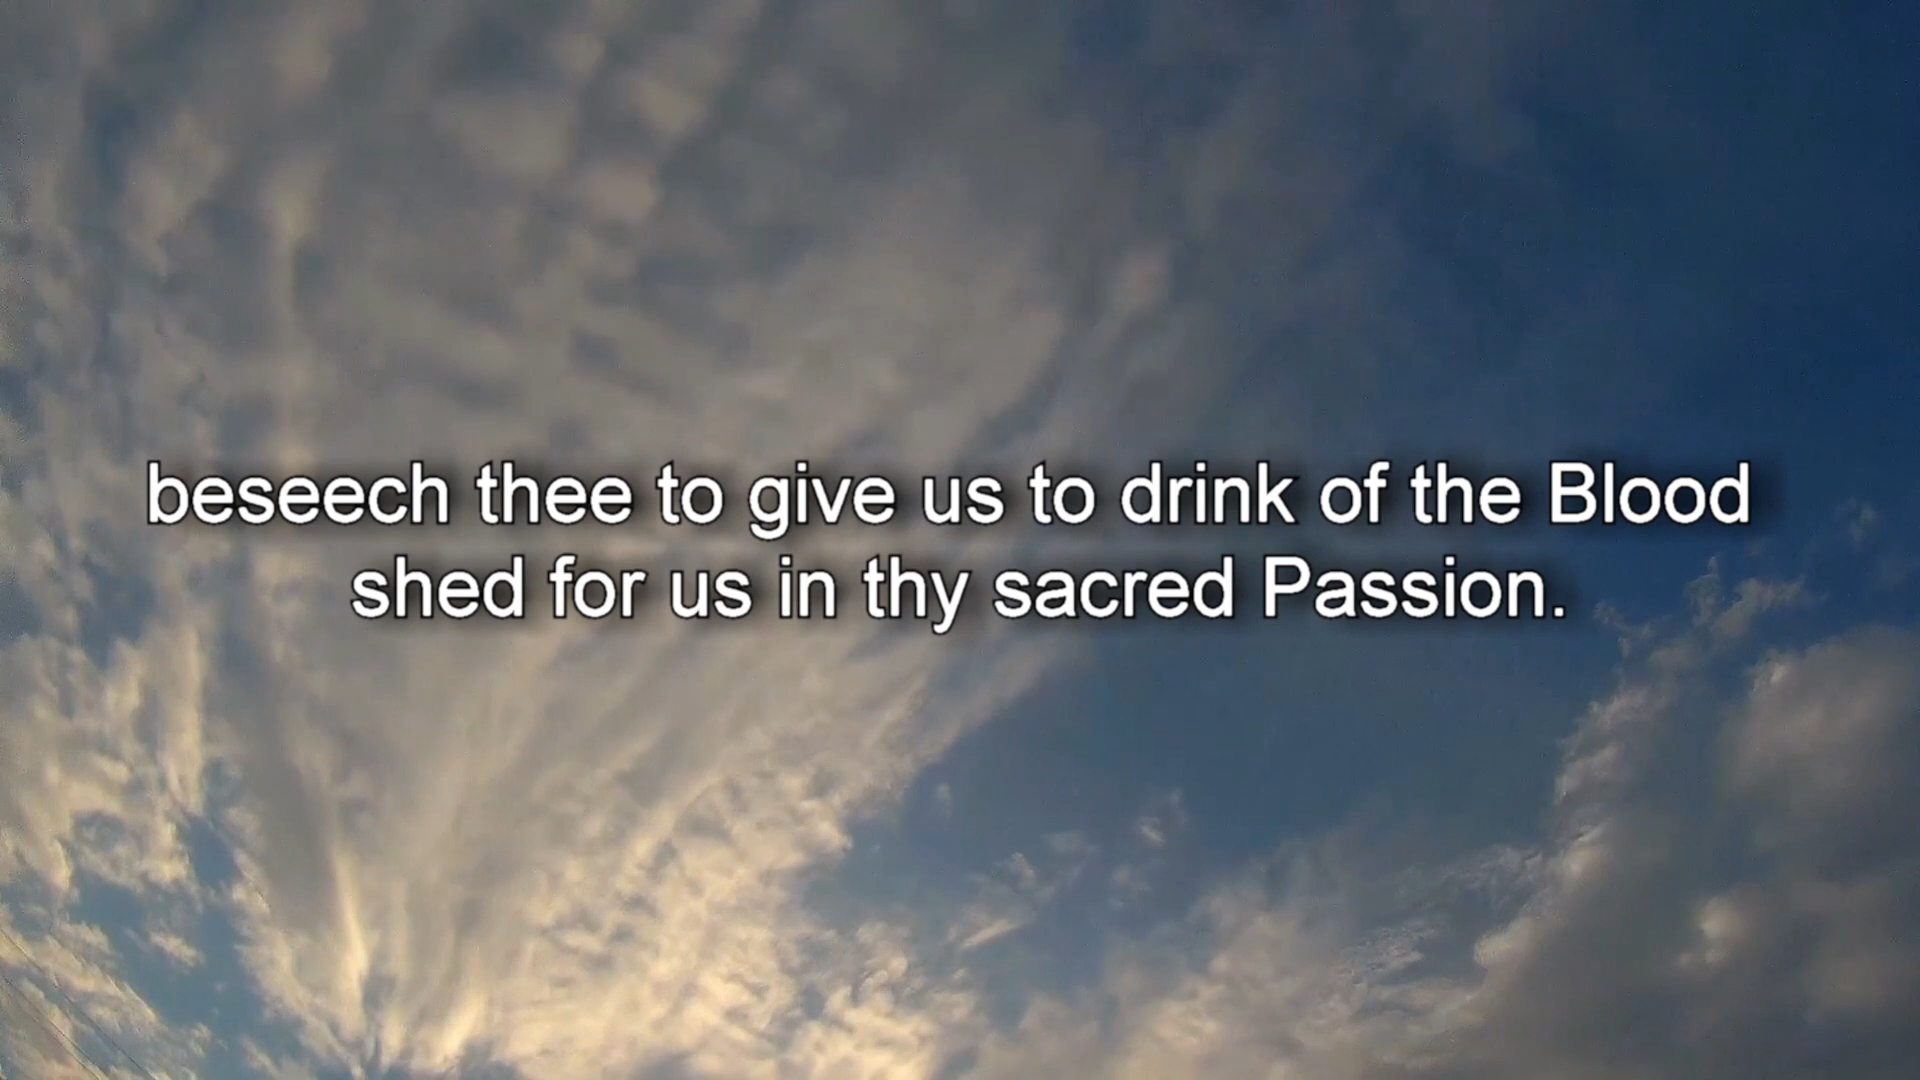 beseech thee to give us to drink of the Blood
shed for us in thy sacred Passion.